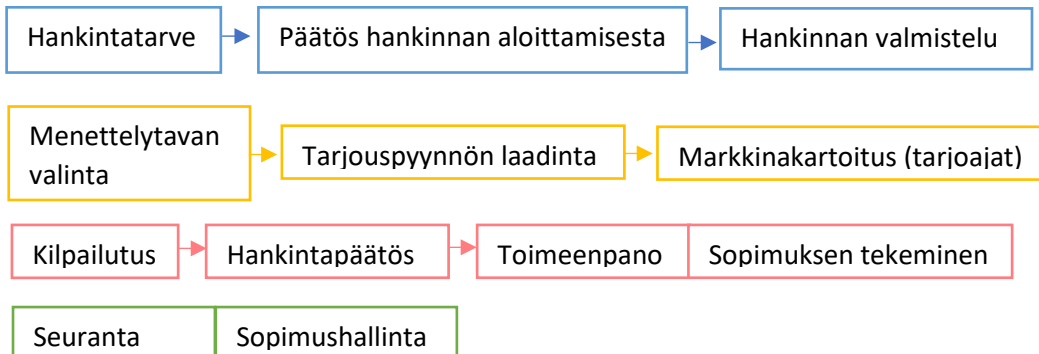 Hankintatarve
Päätös hankinnan aloittamisesta
Hankinnan valmistelu
Menettelytavan
valinta
Tarjouspyynnön laadinta
Markkinakartoitus (tarjoajat)
Kilpailutus
Hankintapäätös
Toimeenpano
Sopimuksen tekeminen
Seuranta
Sopimushallinta